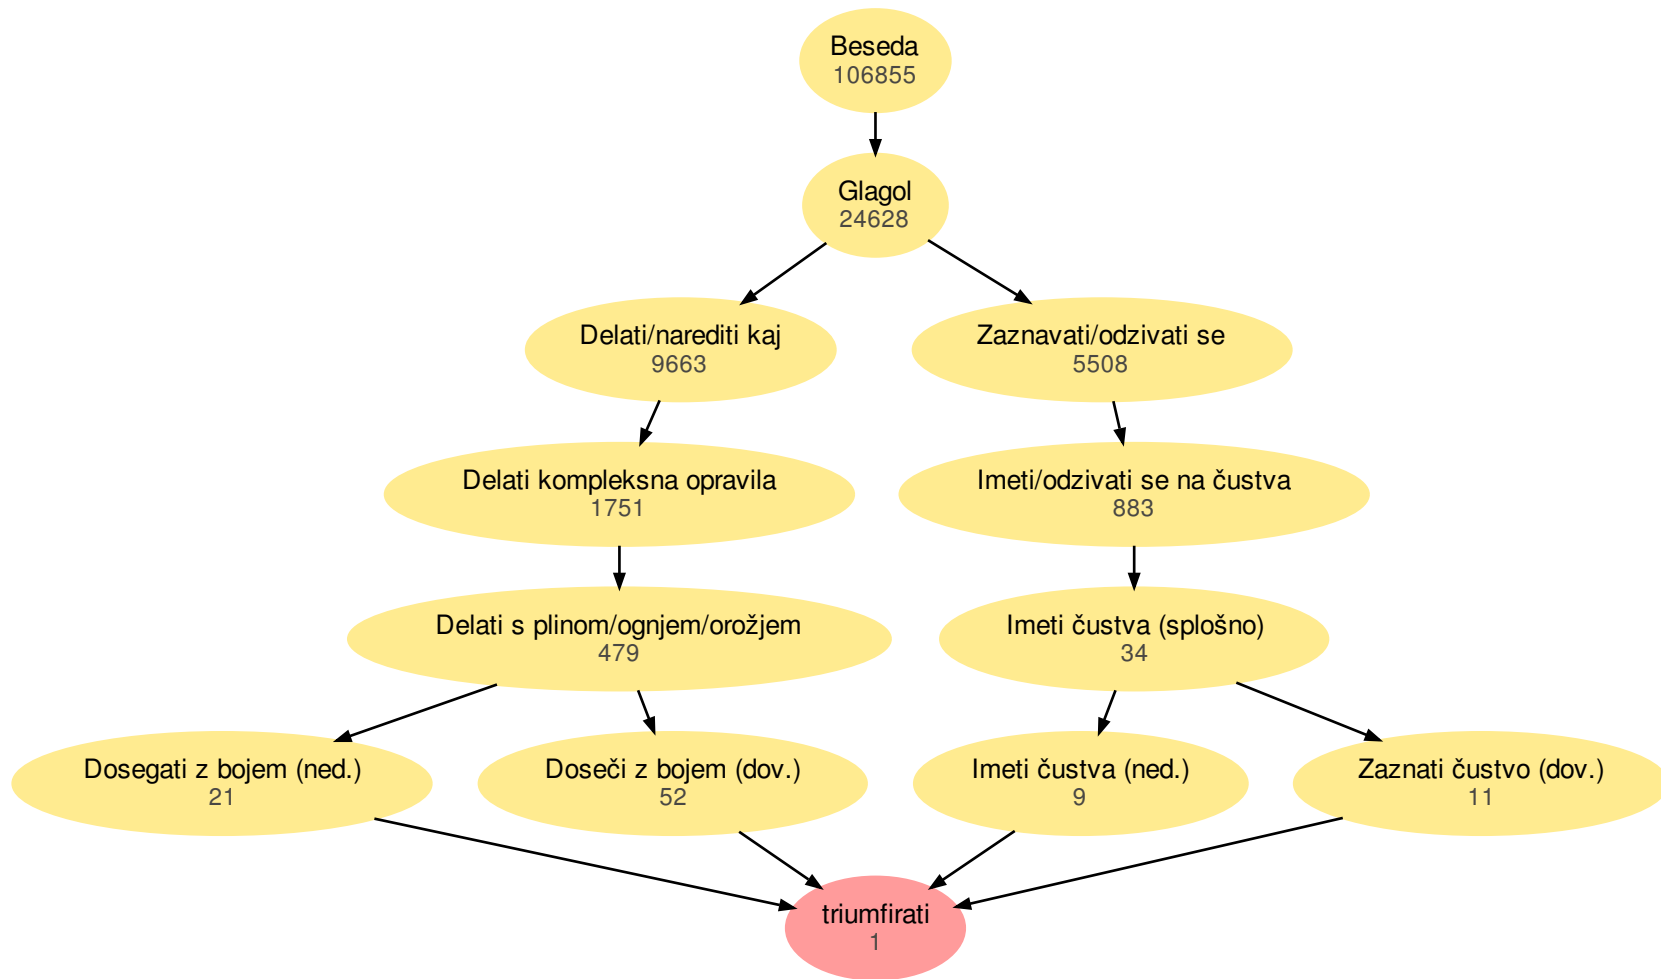 Beseda
106855
Glagol
24628
Delati/narediti kaj
9663
Zaznavati/odzivati se
5508
Delati kompleksna opravila
1751
Imeti/odzivati se na čustva
883
Delati s plinom/ognjem/orožjem
479
Imeti čustva (splošno)
34
Dosegati z bojem (ned.)
21
Doseči z bojem (dov.)
52
Imeti čustva (ned.)
9
Zaznati čustvo (dov.)
11
triumfirati
1